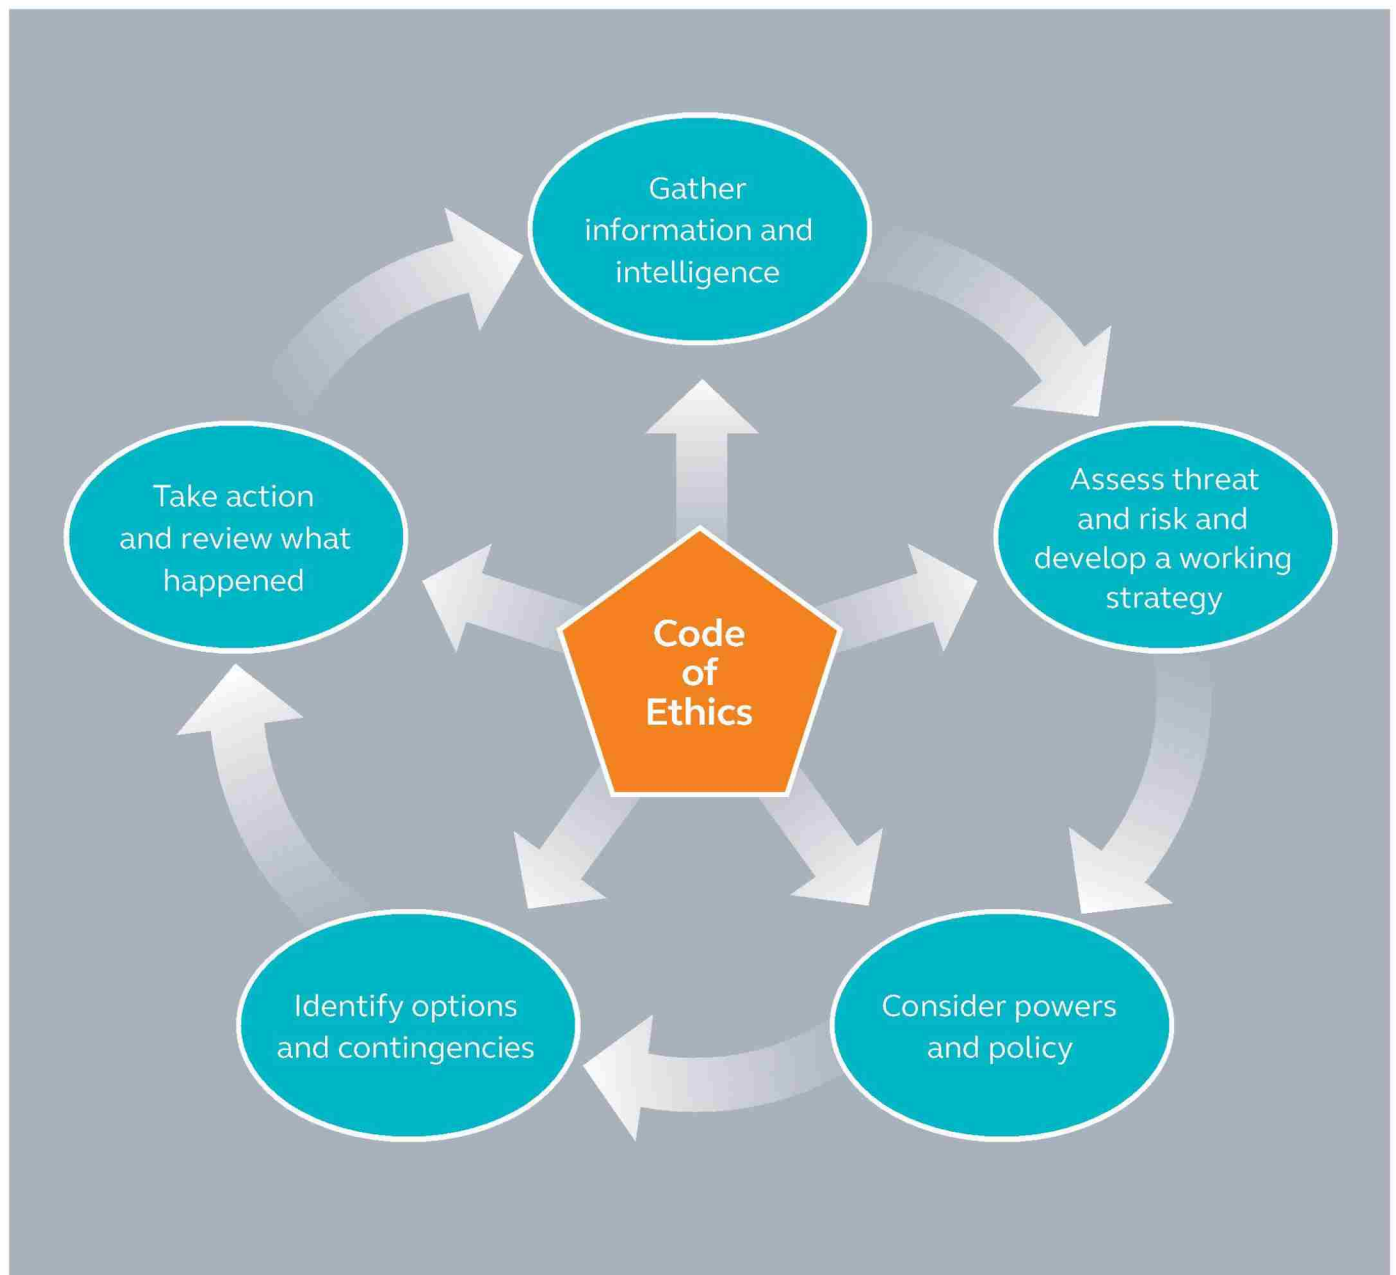 Gather
information and
intelligence
Assess threat
and risk and
develop a working
strategy
Consider powers
and policy
Identify options
and contingencies
Take action
and review what
happened
Code
of
Ethics